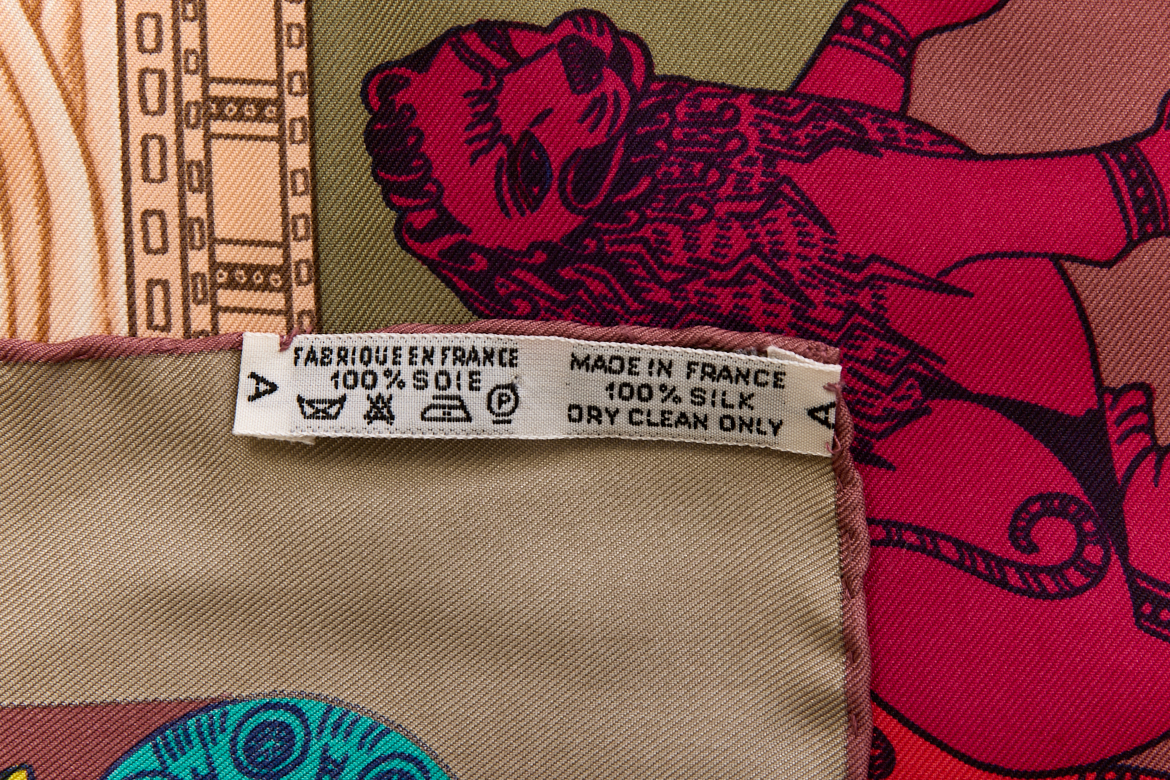 A
FABRIQUE EN FRANCE
100% SOIE
P
MADE IN FRANCE
100% SILK
DRY CLEAN ONLY
A